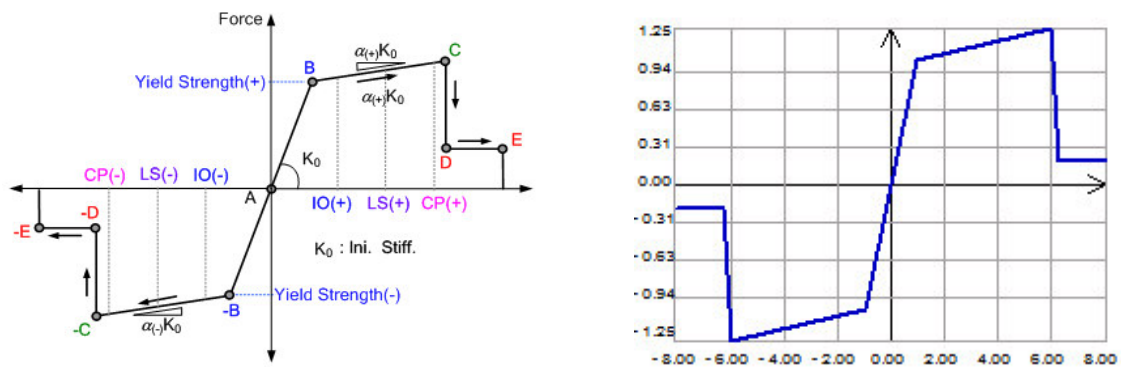 Force
α(+)K₀
C
B
Yield Strength(+)
α(+)K₀
E
D
K₀
CP(-) LS(-) IO(-)
A
IO(+) LS(+) CP(+)
-D
-E
K₀ : Ini. Stiff.
-B
Yield Strength(-)
-C
α(-)K₀
1.25
0.94
0.63
0.31
0.00
-0.31
-0.63
-0.94
-1.25
-8.00 -6.00 -4.00 -2.00 0.00 2.00 4.00 6.00 8.00